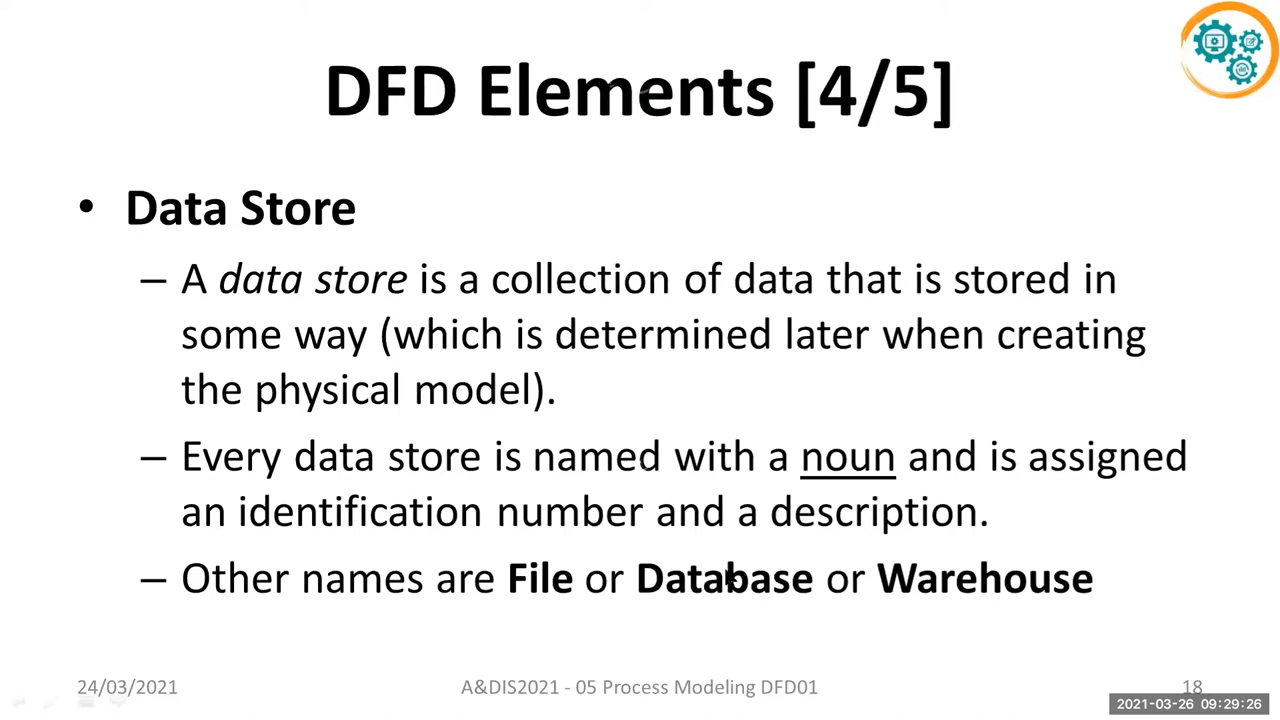 DFD Elements [4/5]
• Data Store
– A data store is a collection of data that is stored in
some way (which is determined later when creating
the physical model).
– Every data store is named with a noun and is assigned
an identification number and a description.
– Other names are File or Database or Warehouse
24/03/2021
A&DIS2021 - 05 Process Modeling DFD01
18
2021-03-26 09:29:26